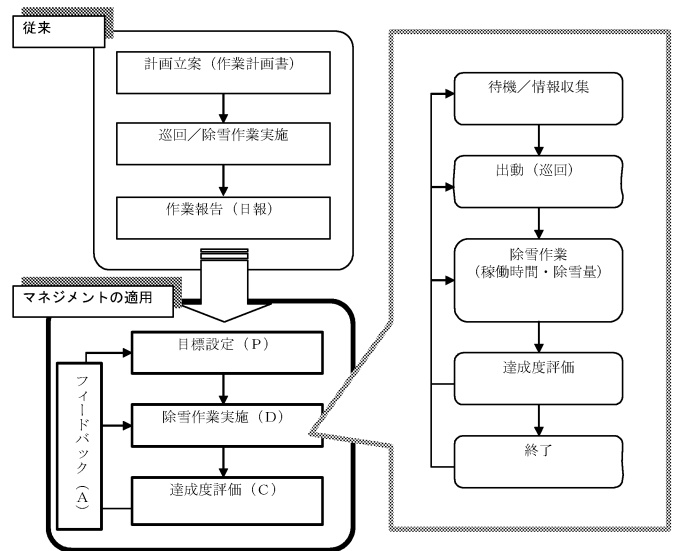 従来
計画立案（作業計画書）
巡回／除雪作業実施
作業報告（日報）
マネジメントの適用
目標設定（Ｐ）
除雪作業実施（Ｄ）
達成度評価（Ｃ）
フィードバック（Ａ）
待機／情報収集
出動（巡回）
除雪作業
（稼働時間・除雪量）
達成度評価
終了